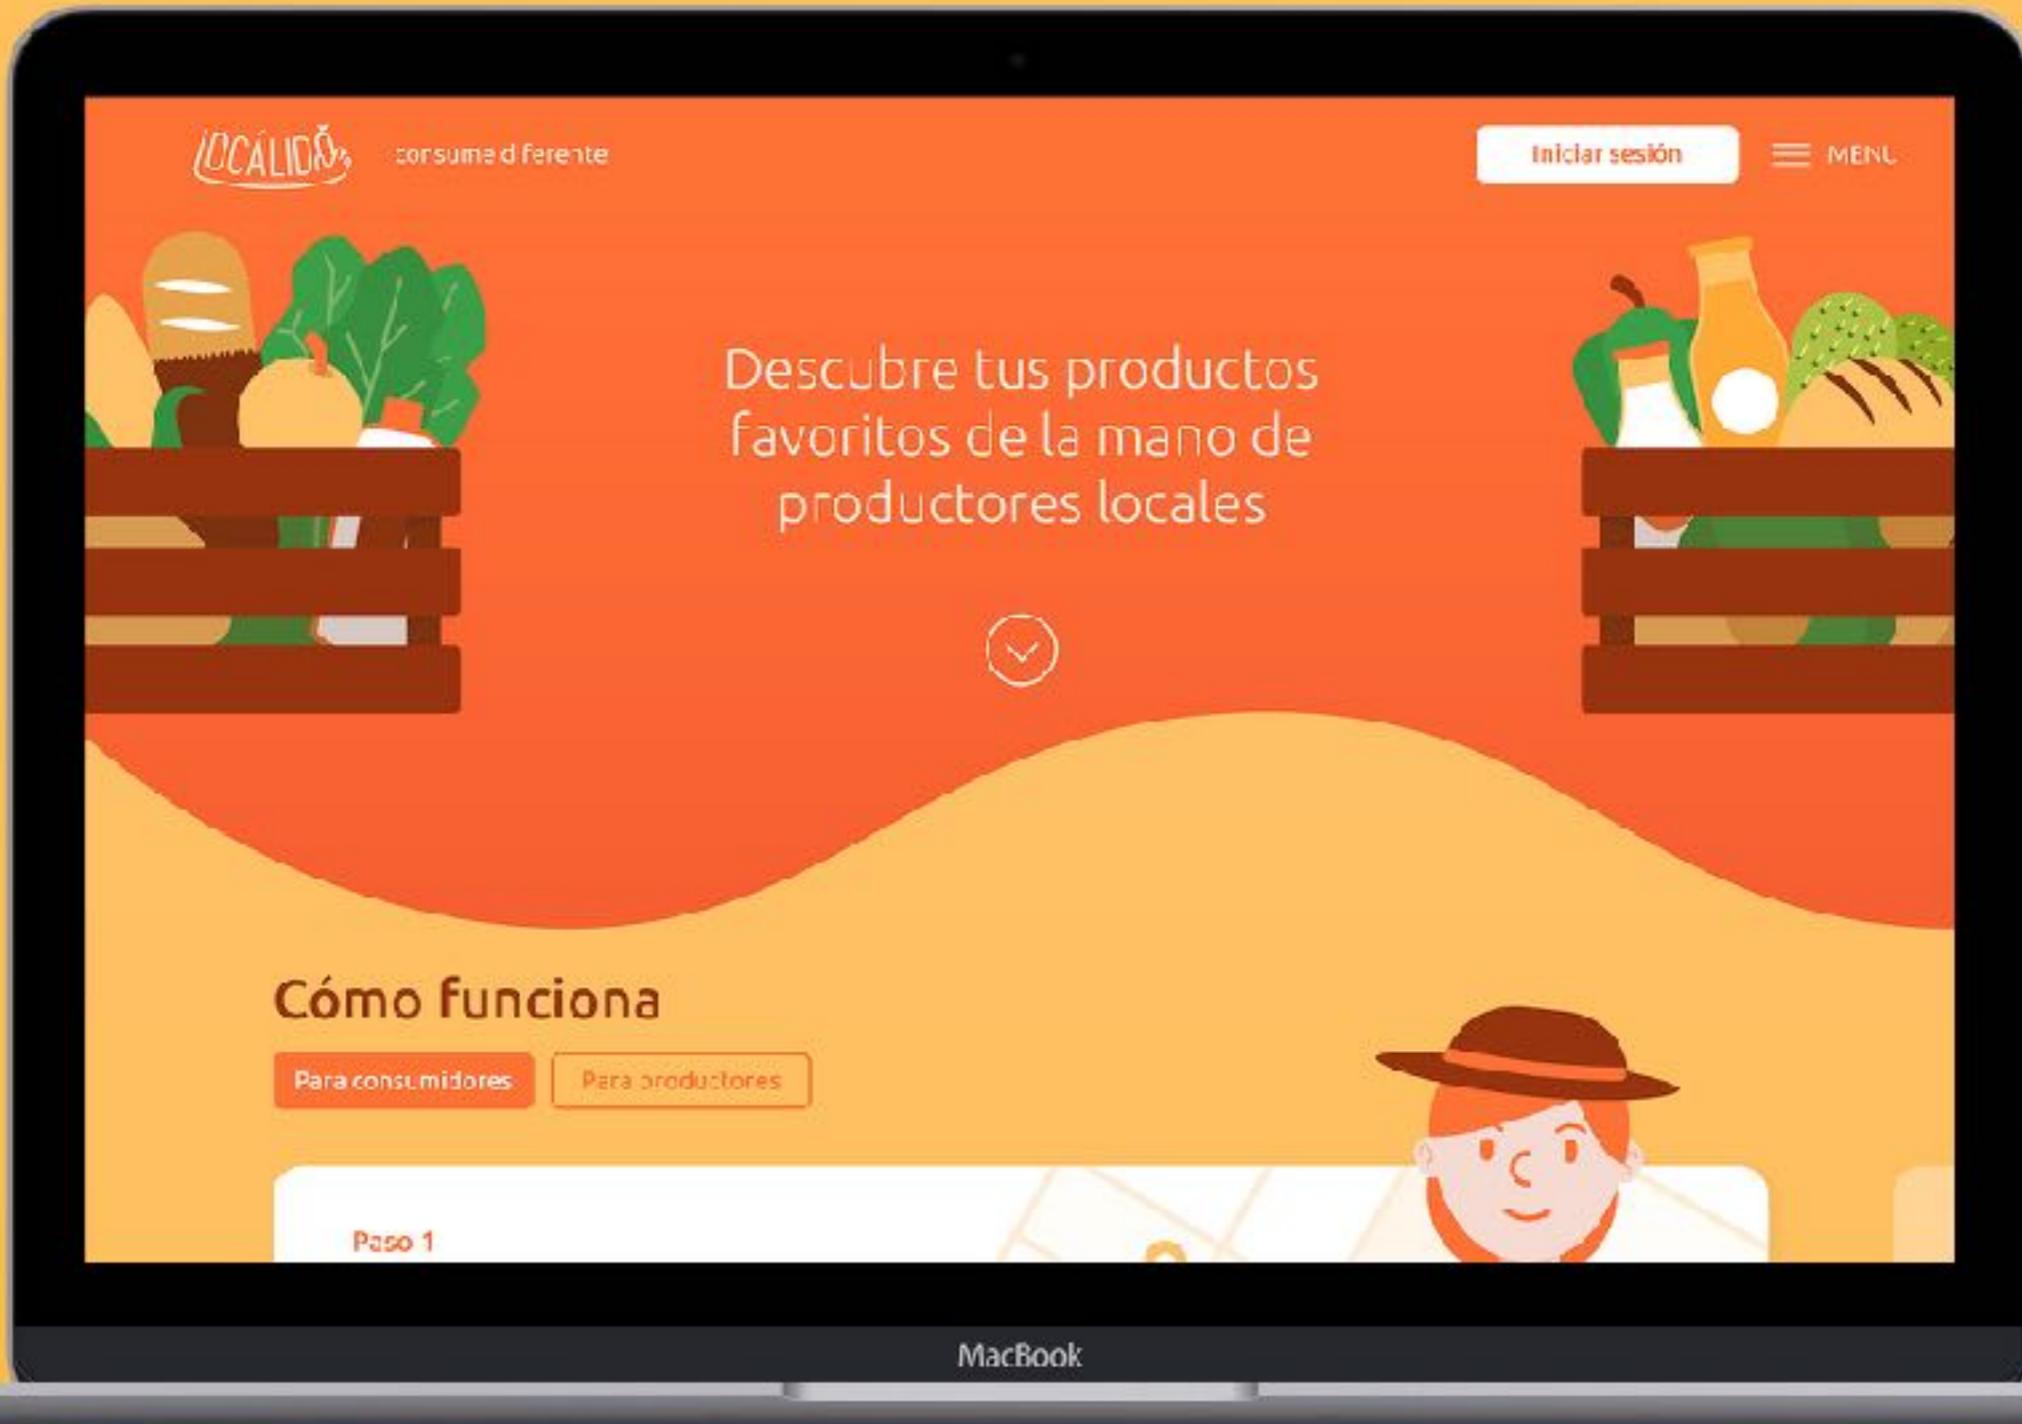 LOCÁLIDO
consume diferente
Iniciar sesión
MENU
Descubre tus productos
favoritos de la mano de
productores locales
Cómo funciona
Para consumidores
Para productores
Paso 1
MacBook